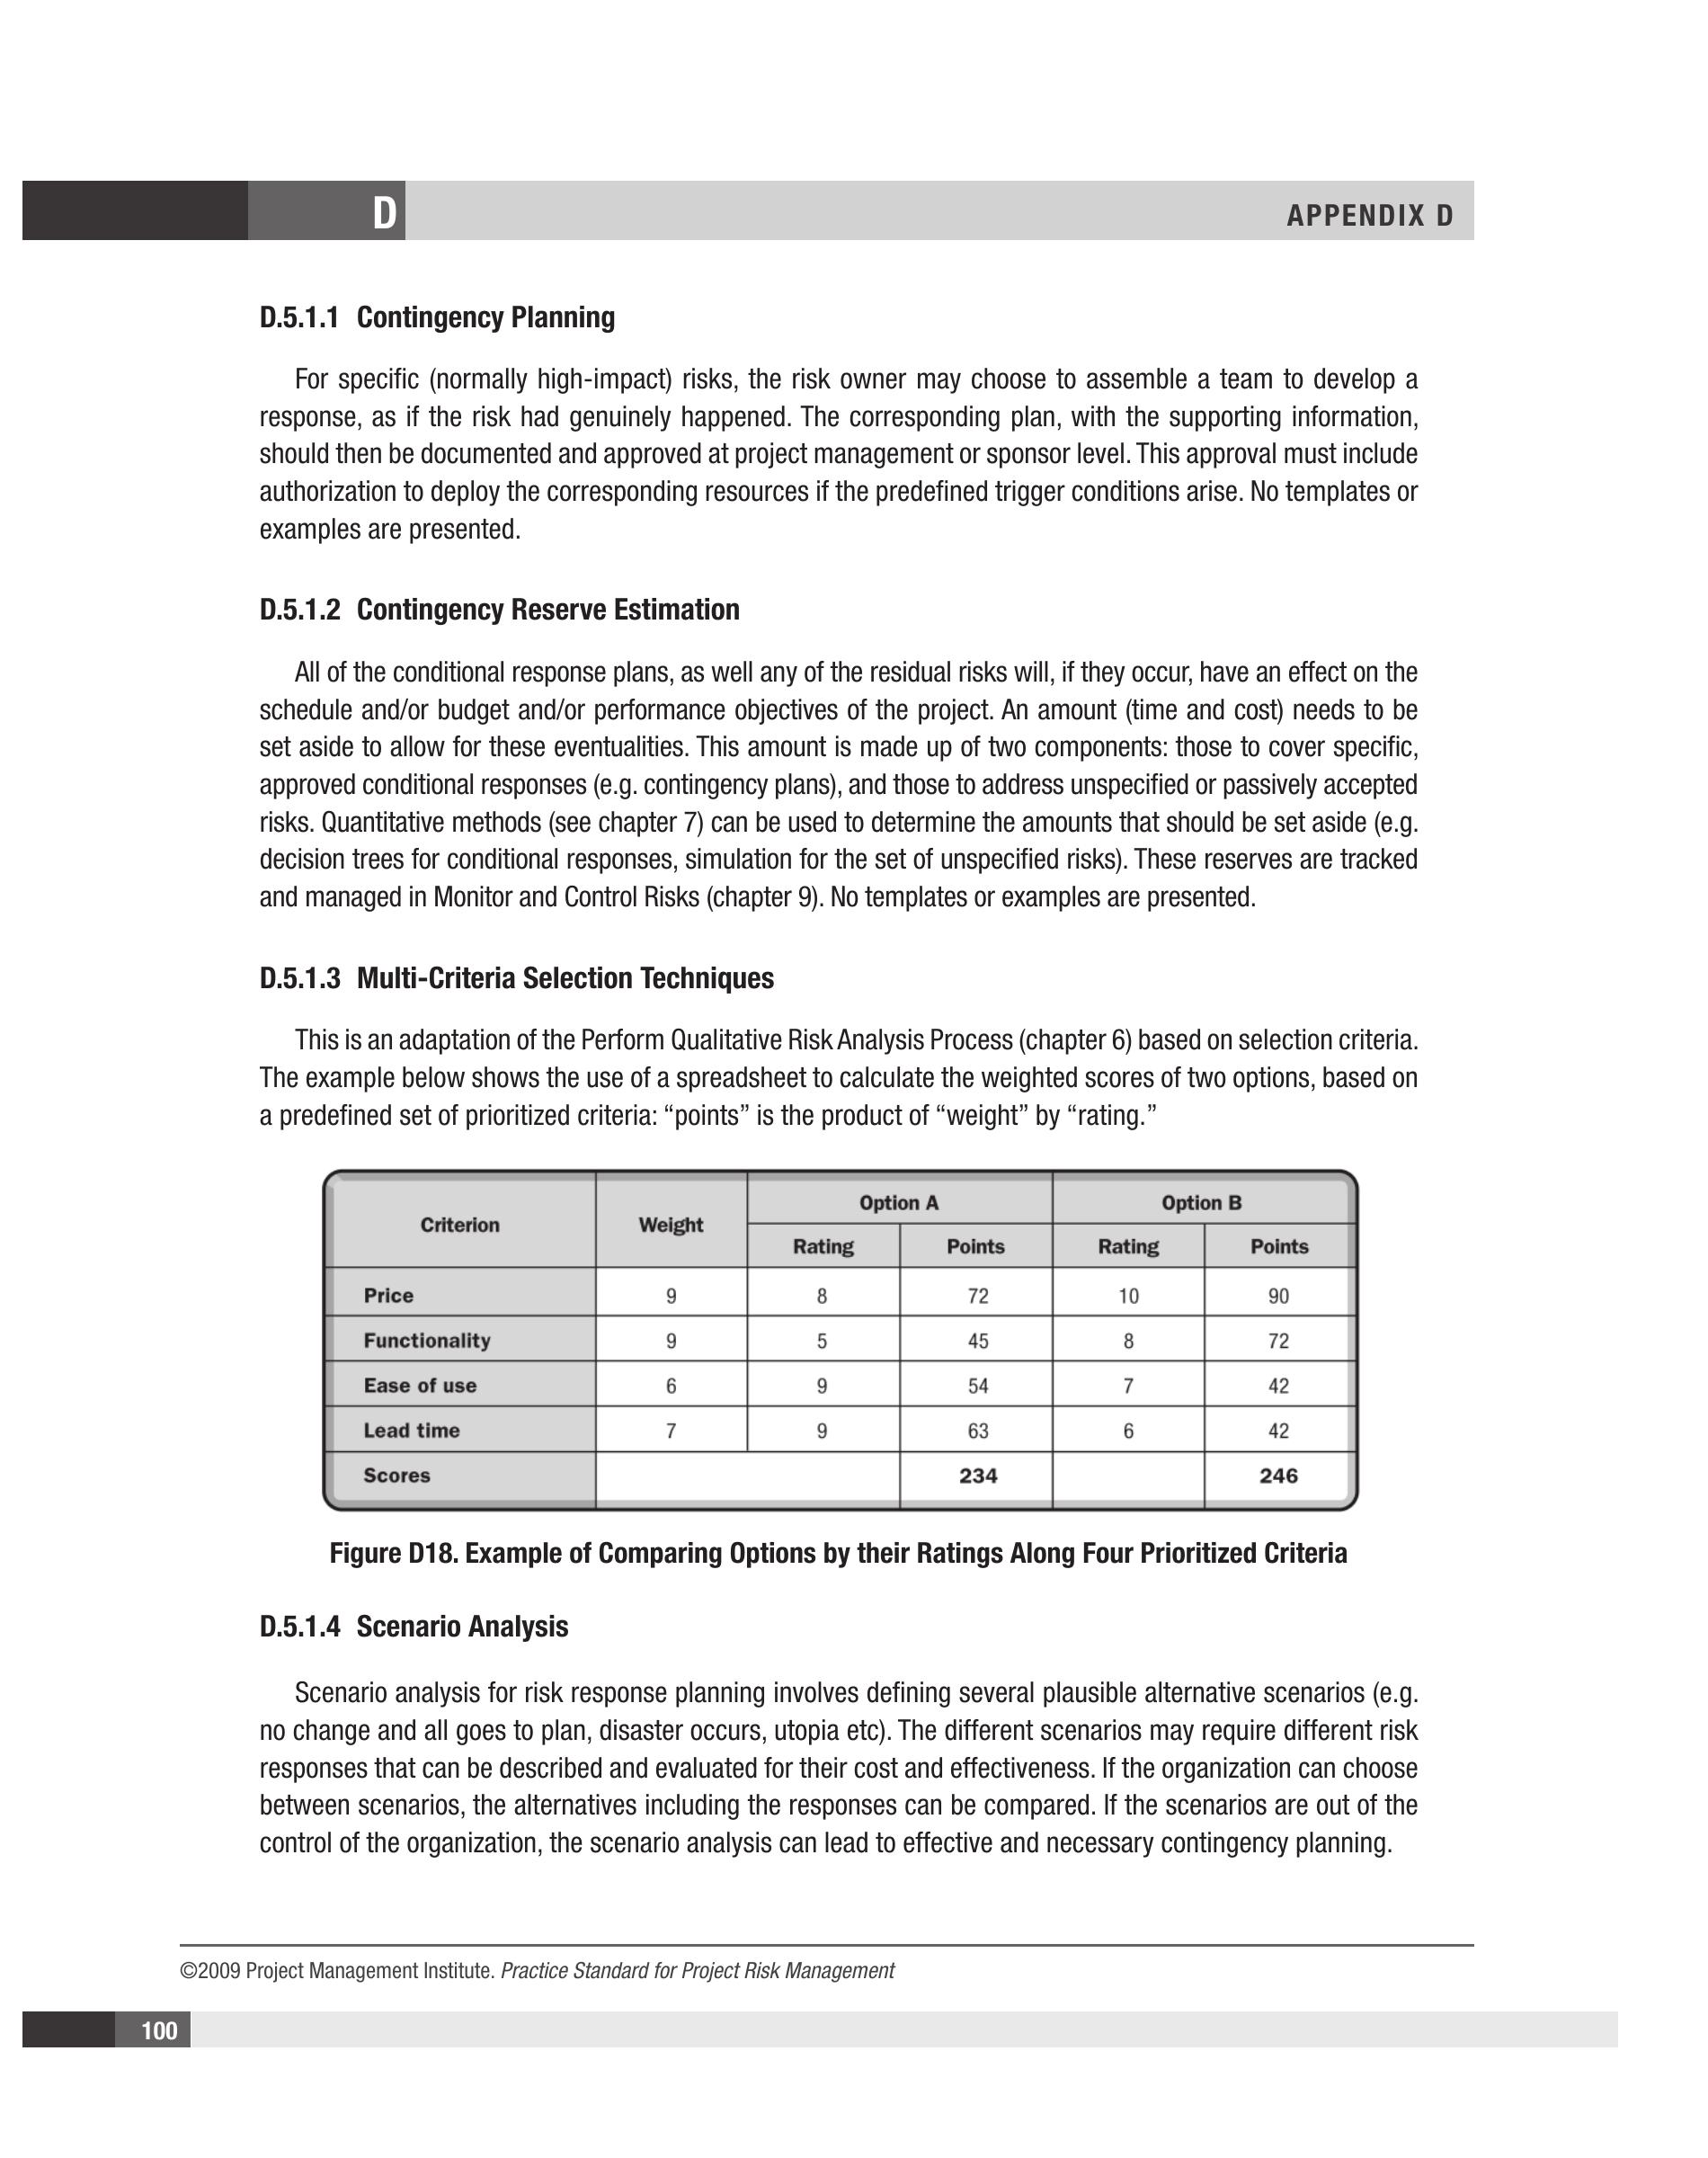 D
APPENDIX D
D.5.1.1 Contingency Planning
For specific (normally high-impact) risks, the risk owner may choose to assemble a team to develop a
response, as if the risk had genuinely happened. The corresponding plan, with the supporting information,
should then be documented and approved at project management or sponsor level. This approval must include
authorization to deploy the corresponding resources if the predefined trigger conditions arise. No templates or
examples are presented.
D.5.1.2 Contingency Reserve Estimation
All of the conditional response plans, as well any of the residual risks will, if they occur, have an effect on the
schedule and/or budget and/or performance objectives of the project. An amount (time and cost) needs to be
set aside to allow for these eventualities. This amount is made up of two components: those to cover specific,
approved conditional responses (e.g. contingency plans), and those to address unspecified or passively accepted
risks. Quantitative methods (see chapter 7) can be used to determine the amounts that should be set aside (e.g.
decision trees for conditional responses, simulation for the set of unspecified risks). These reserves are tracked
and managed in Monitor and Control Risks (chapter 9). No templates or examples are presented.
D.5.1.3 Multi-Criteria Selection Techniques
This is an adaptation of the Perform Qualitative Risk Analysis Process (chapter 6) based on selection criteria.
The example below shows the use of a spreadsheet to calculate the weighted scores of two options, based on
a predefined set of prioritized criteria: “points” is the product of “weight” by “rating.”
Criterion Weight Option A Option B
Rating Points Rating Points
Price 9 8 72 10 90
Functionality 9 5 45 8 72
Ease of use 6 9 54 7 42
Lead time 7 9 63 6 42
Scores 234 246
Figure D18. Example of Comparing Options by their Ratings Along Four Prioritized Criteria
D.5.1.4 Scenario Analysis
Scenario analysis for risk response planning involves defining several plausible alternative scenarios (e.g.
no change and all goes to plan, disaster occurs, utopia etc). The different scenarios may require different risk
responses that can be described and evaluated for their cost and effectiveness. If the organization can choose
between scenarios, the alternatives including the responses can be compared. If the scenarios are out of the
control of the organization, the scenario analysis can lead to effective and necessary contingency planning.
©2009 Project Management Institute. Practice Standard for Project Risk Management
100